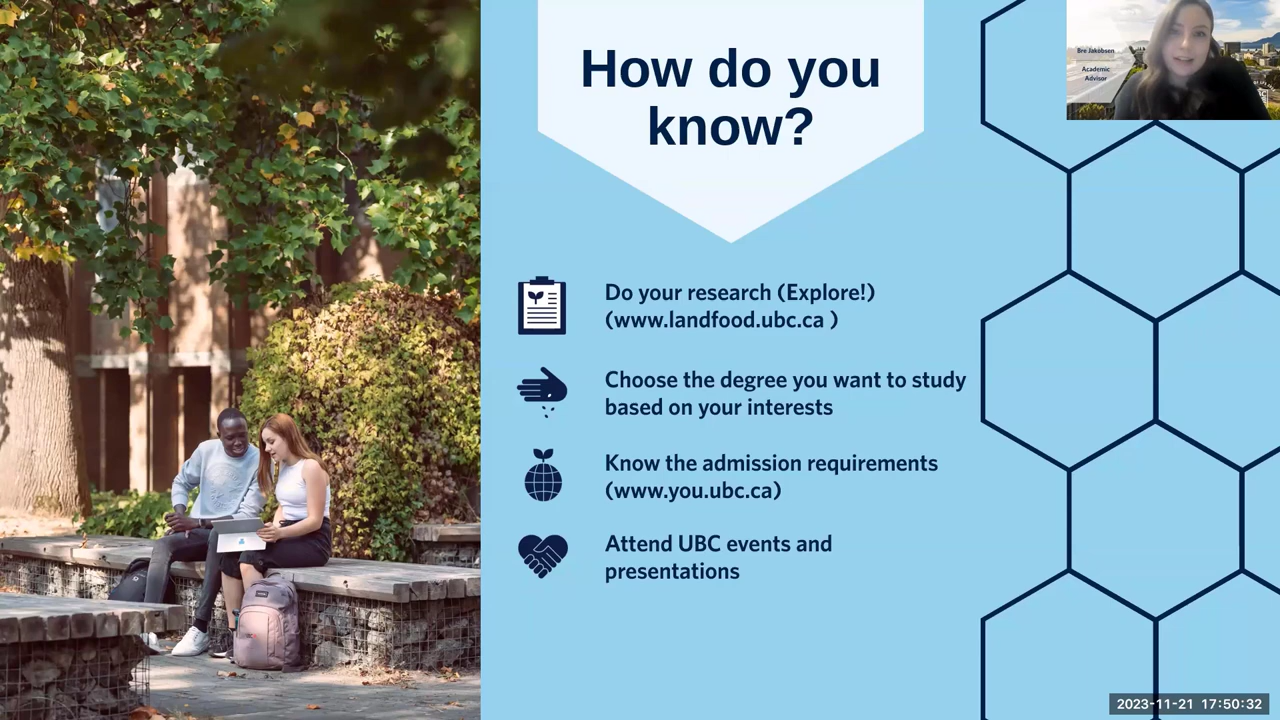 How do you
know?
Bre Jakobsen
Academic
Advisor
Do your research (Explore!)
(www.landfood.ubc.ca )
Choose the degree you want to study
based on your interests
Know the admission requirements
(www.you.ubc.ca)
Attend UBC events and
presentations
2023-11-21 17:50:32